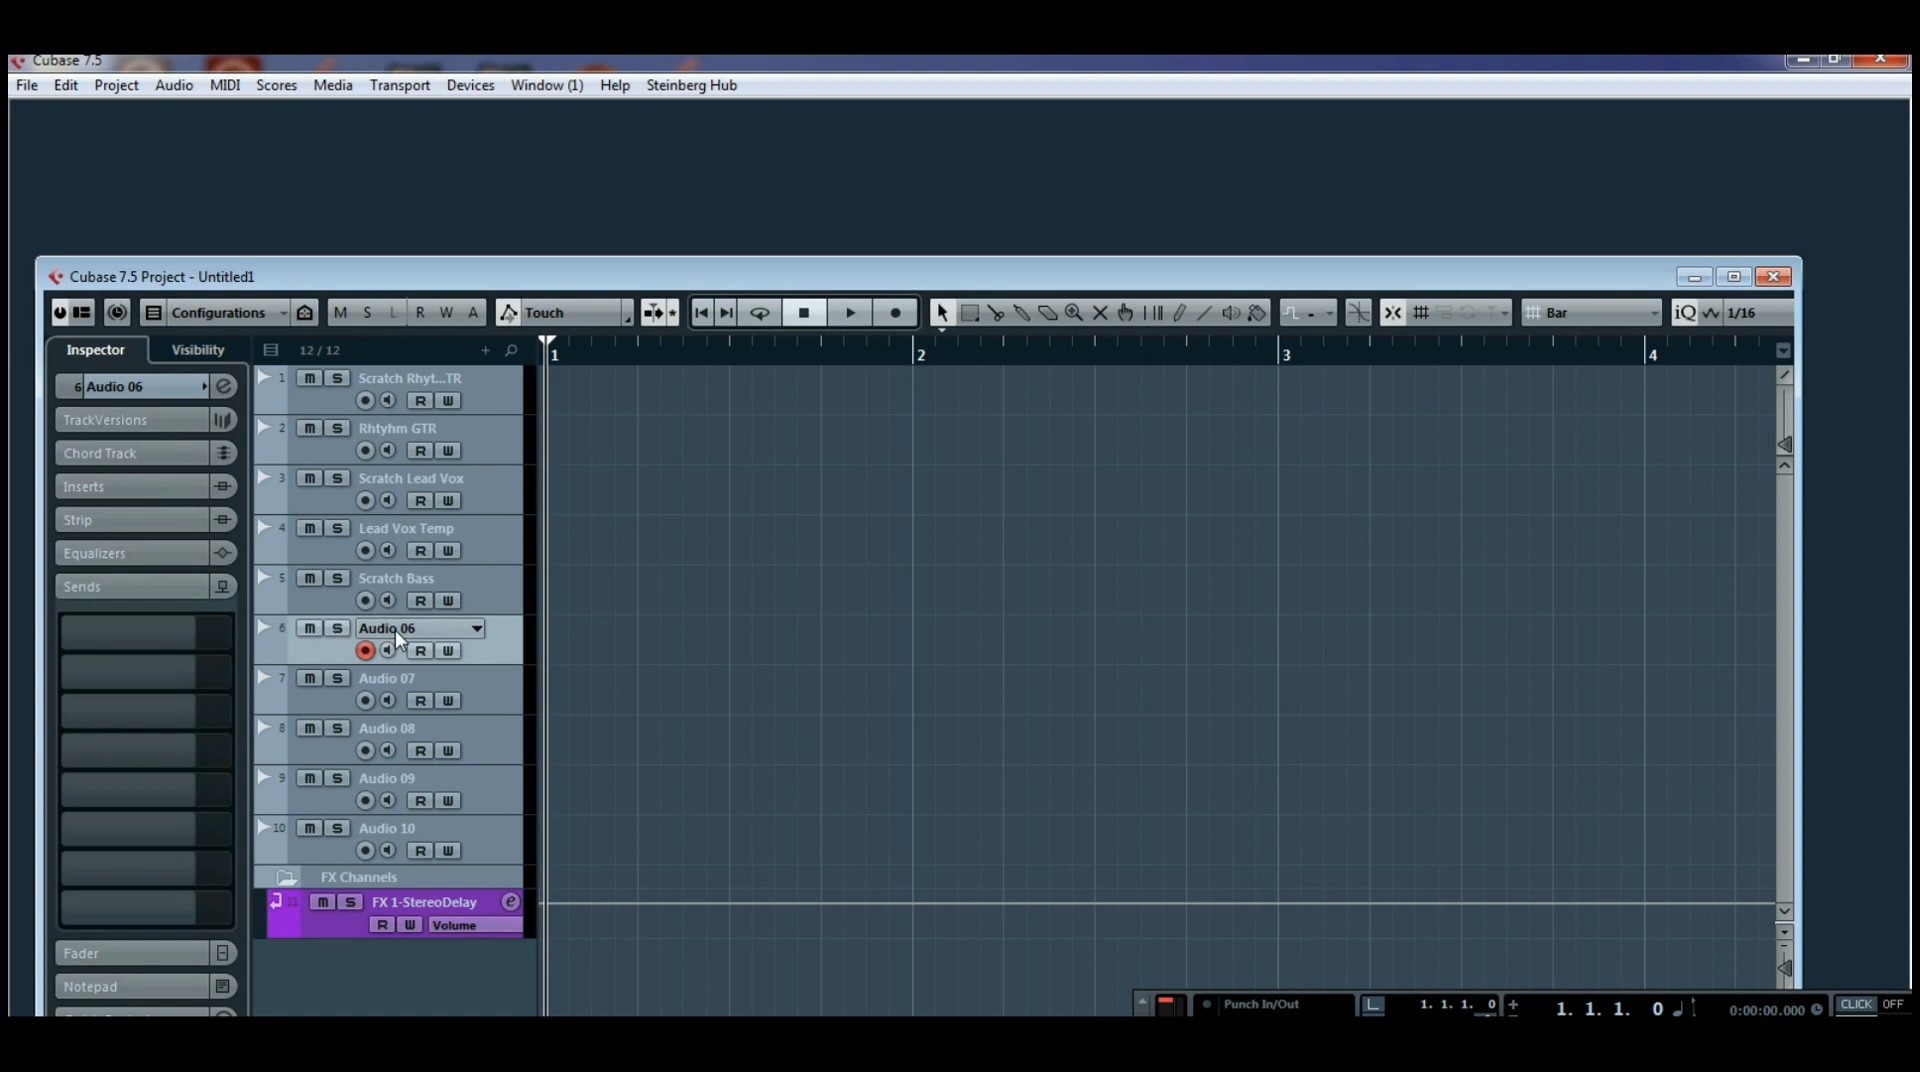 Cubase 7.5
File Edit Project Audio MIDI Scores Media Transport Devices Window (1) Help Steinberg Hub
Cubase 7.5 Project - Untitled1
Configurations M S L R W A Touch Bar iQ 1/16
Inspector Visibility 12 / 12 1 2 3 4
6 Audio 06 e
TrackVersions
Chord Track
Inserts
Strip
Equalizers
Sends
Fader
Notepad
1 m S Scratch Rhyt...TR
R W
2 m S Rhtyhm GTR
R W
3 m S Scratch Lead Vox
R W
4 m S Lead Vox Temp
R W
5 m S Scratch Bass
R W
6 m S Audio 06
R W
7 m S Audio 07
R W
8 m S Audio 08
R W
9 m S Audio 09
R W
10 m S Audio 10
R W
FX Channels
11 m S FX 1-StereoDelay e
R W Volume
Punch In/Out L 1. 1. 1. 0 1. 1. 1. 0 0:00:00.000 CLICK OFF